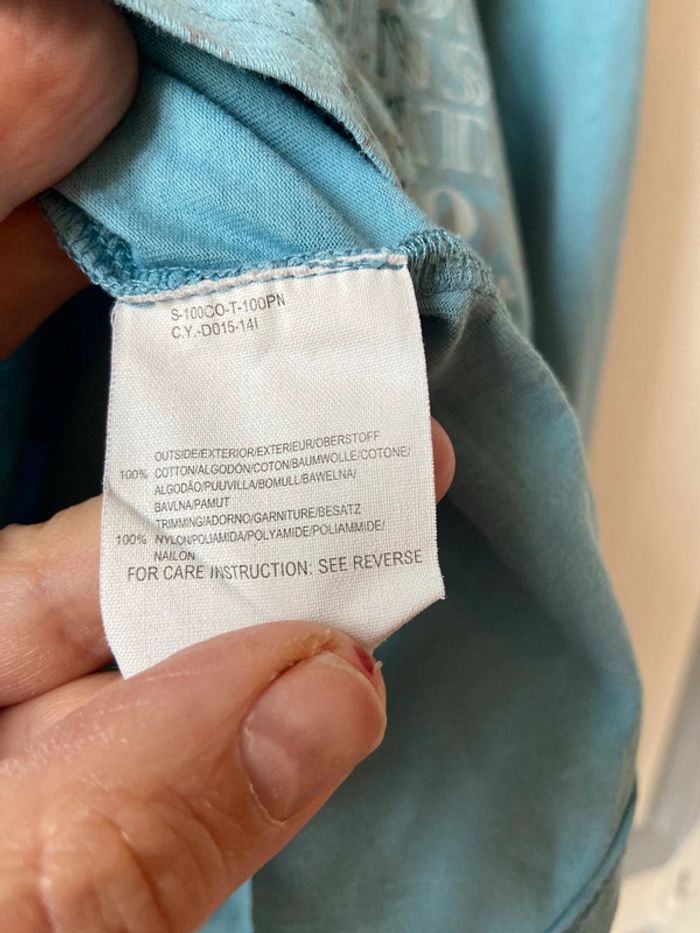 S-100CO-T-100PN
C.Y.-D015-14I
OUTSIDE/EXTERIOR/EXTERIEUR/OBERSTOFF
100% COTTON/ALGODÓN/COTON/BAUMWOLLE/COTONE/
ALGODÃO/PUUVILLA/BOMULL/BAWELNA/
BAVLNA/PAMUT
TRIMMING/ADORNO/GARNITURE/BESATZ
100% NYLON/POLIAMIDA/POLYAMIDE/POLIAMMIDE/
NAILON
FOR CARE INSTRUCTION: SEE REVERSE